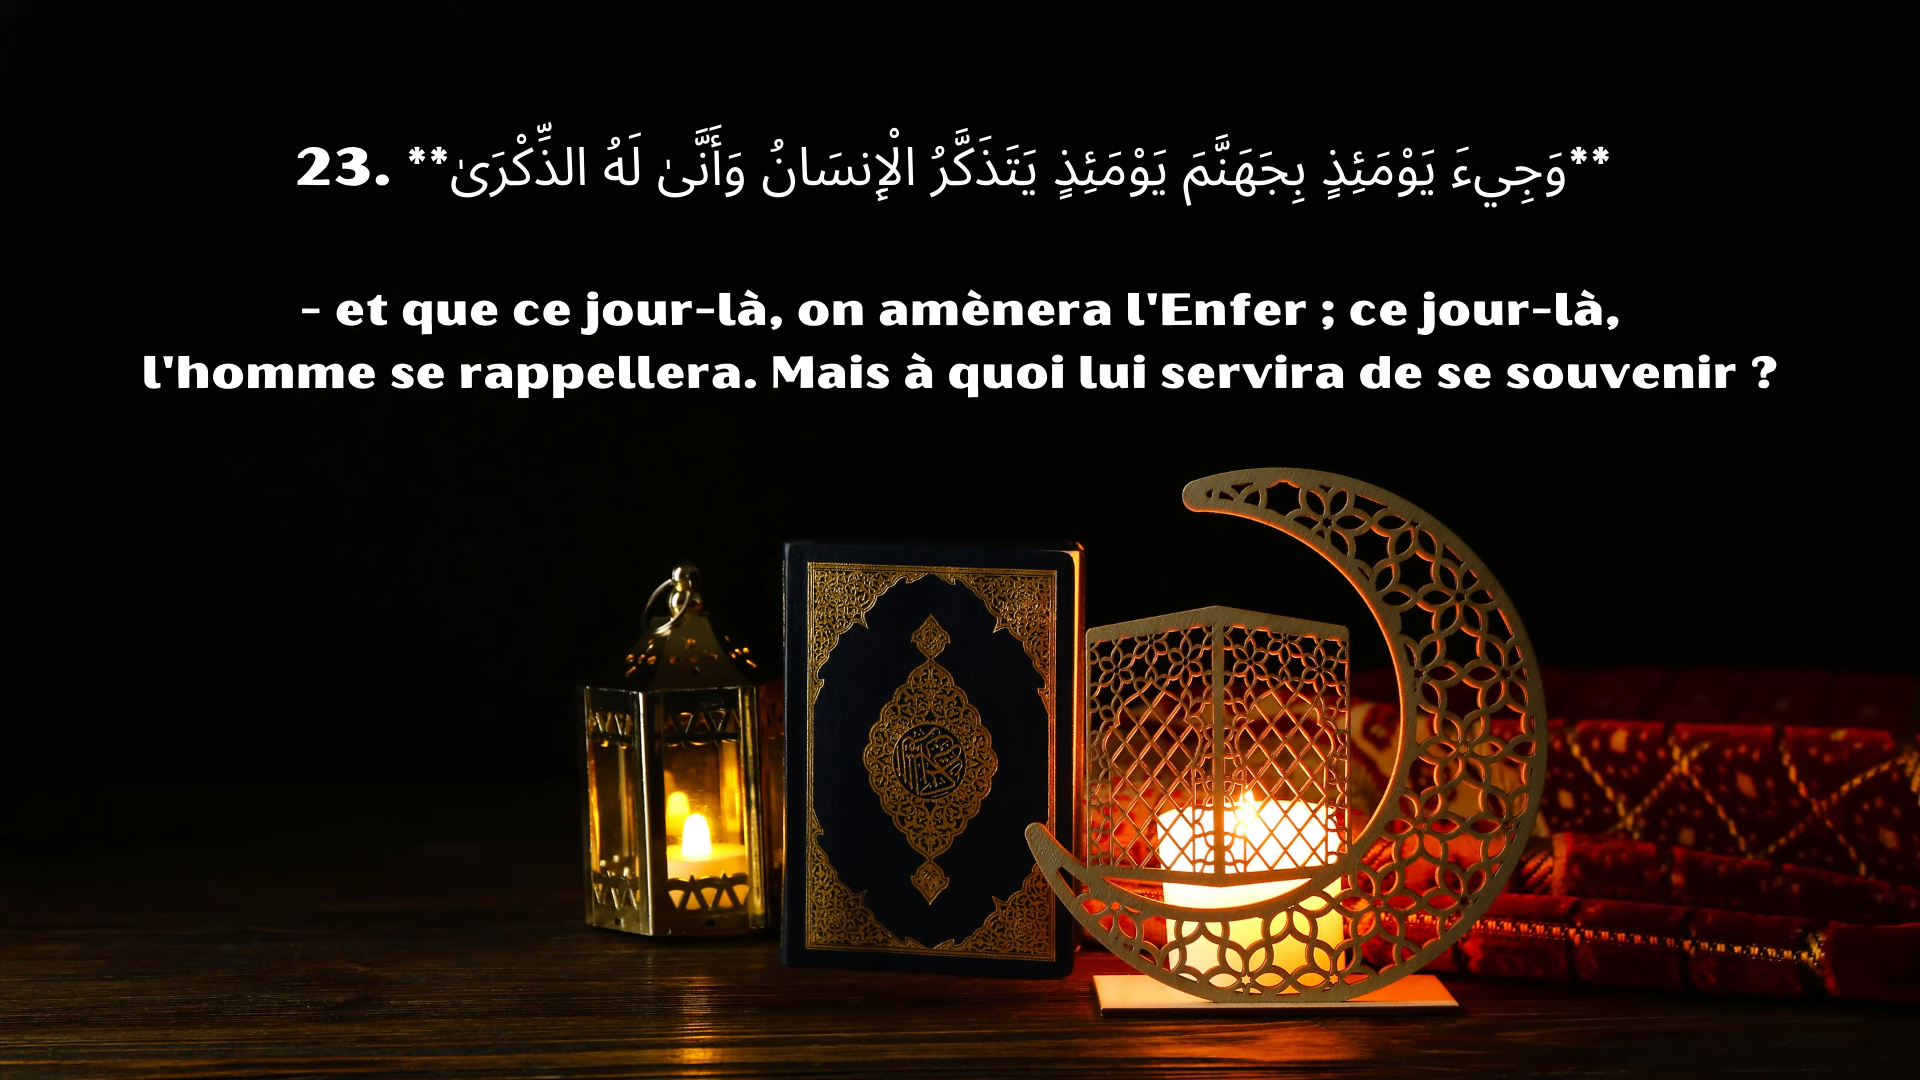 23. **وَجِيءَ يَوْمَئِذٍ بِجَهَنَّمَ يَوْمَئِذٍ يَتَذَكَّرُ الْإِنسَانُ وَأَنَّىٰ لَهُ الذِّكْرَىٰ**
- et que ce jour-là, on amènera l'Enfer ; ce jour-là,
l'homme se rappellera. Mais à quoi lui servira de se souvenir ?